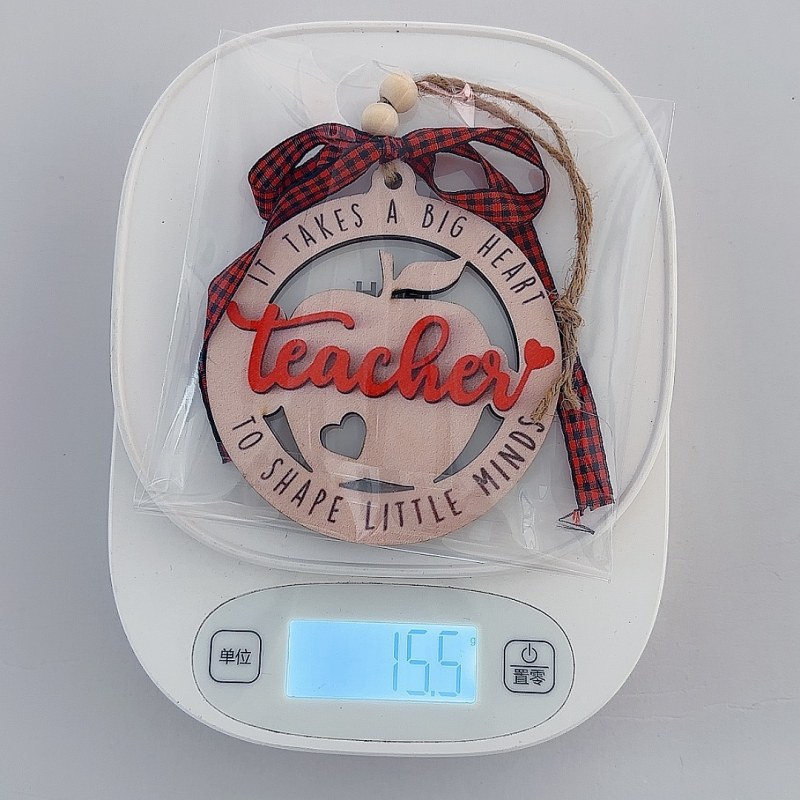 IT TAKES A BIG HEART
teacher
TO SHAPE LITTLE MINDS
单位
15.5 g
置零